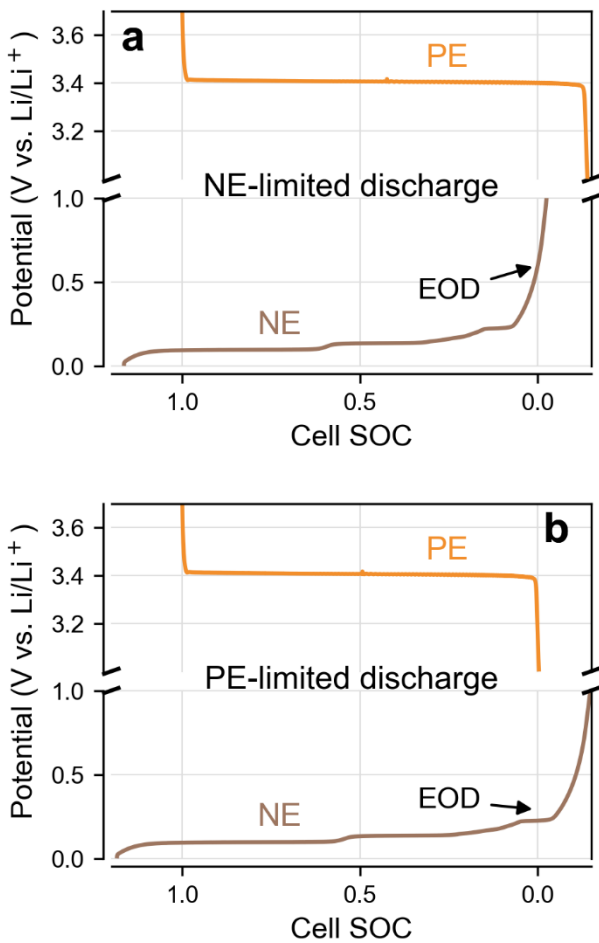 a
3.6
PE
3.4
3.2
NE-limited discharge
1.0
EOD
0.5
NE
0.0
1.0 0.5 0.0
Cell SOC
Potential (V vs. Li/Li⁺)
b
3.6
PE
3.4
3.2
PE-limited discharge
1.0
EOD
0.5
NE
0.0
1.0 0.5 0.0
Cell SOC
Potential (V vs. Li/Li⁺)